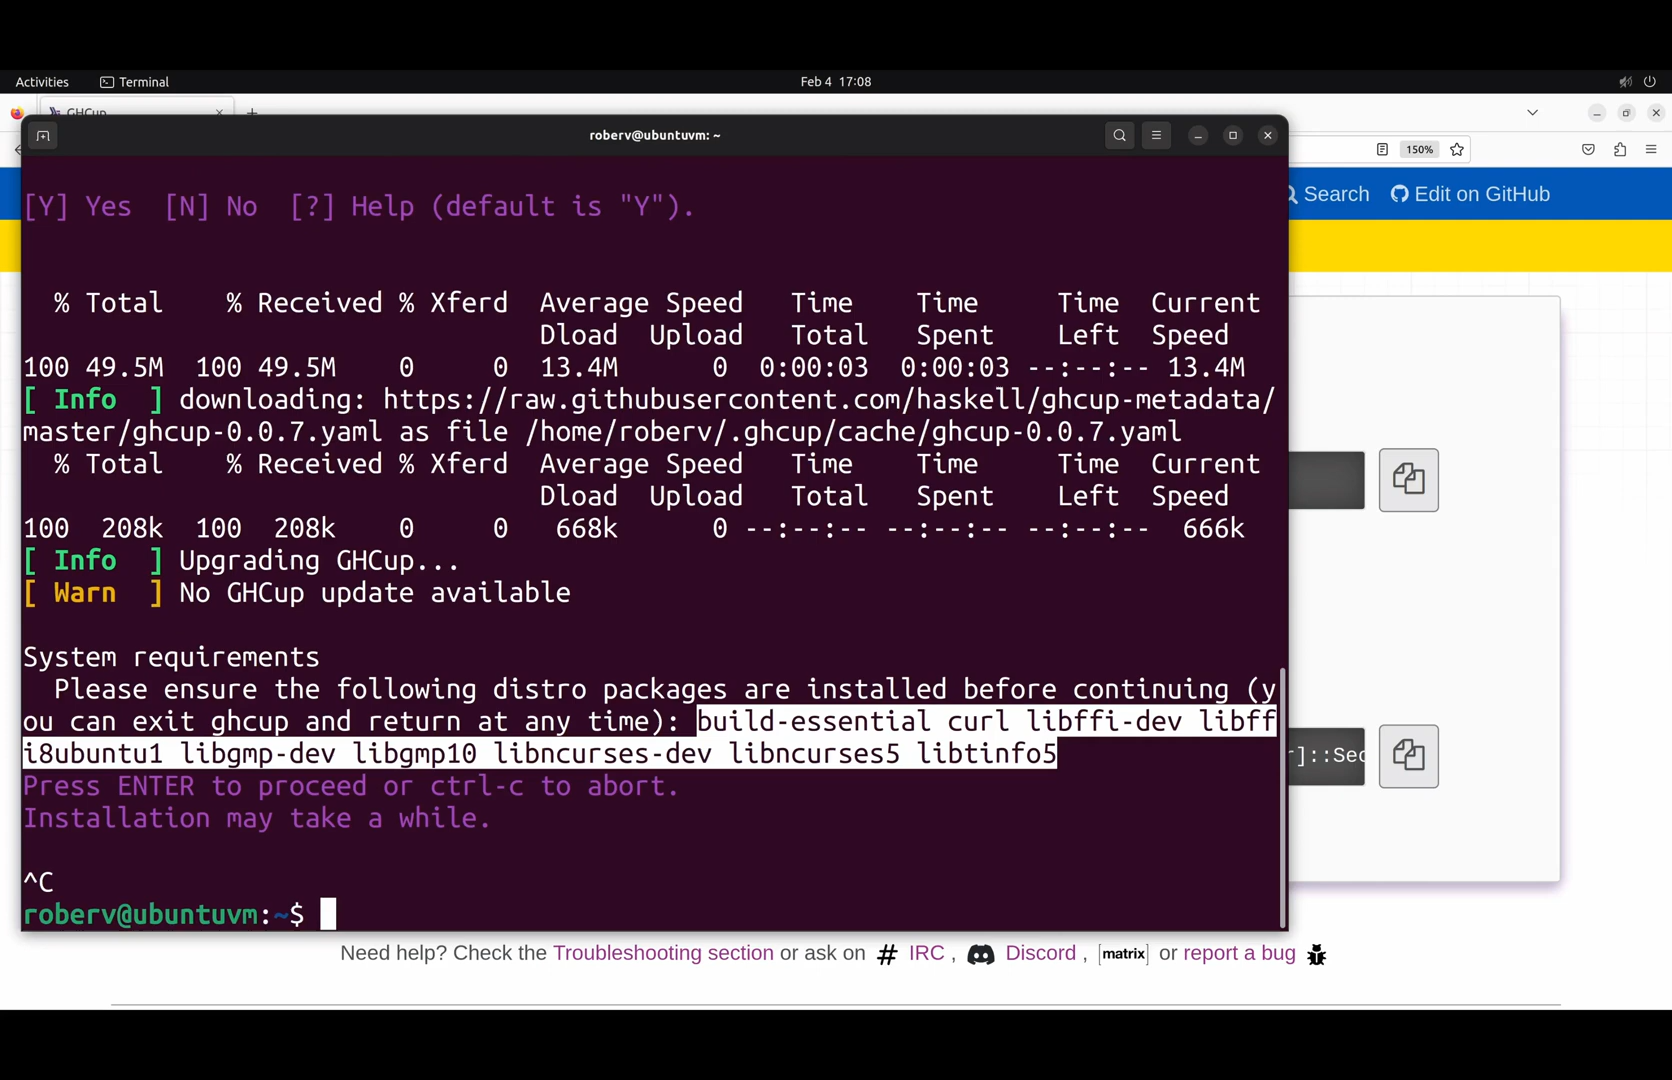 Activities Terminal Feb 4 17:08
GHCup
roberv@ubuntuvm: ~
150%
Search Edit on GitHub
[Y] Yes [N] No [?] Help (default is "Y").
% Total % Received % Xferd Average Speed Time Time Time Current
Dload Upload Total Spent Left Speed
100 49.5M 100 49.5M 0 0 13.4M 0 0:00:03 0:00:03 --:--:-- 13.4M
[ Info ] downloading: https://raw.githubusercontent.com/haskell/ghcup-metadata/
master/ghcup-0.0.7.yaml as file /home/roberv/.ghcup/cache/ghcup-0.0.7.yaml
% Total % Received % Xferd Average Speed Time Time Time Current
Dload Upload Total Spent Left Speed
100 208k 100 208k 0 0 668k 0 --:--:-- --:--:-- --:--:-- 666k
[ Info ] Upgrading GHCup...
[ Warn ] No GHCup update available
System requirements
Please ensure the following distro packages are installed before continuing (y
ou can exit ghcup and return at any time): build-essential curl libffi-dev libff
i8ubuntu1 libgmp-dev libgmp10 libncurses-dev libncurses5 libtinfo5
r]::Sec
Press ENTER to proceed or ctrl-c to abort.
Installation may take a while.
^C
roberv@ubuntuvm:~$
Need help? Check the Troubleshooting section or ask on # IRC , Discord , [matrix] or report a bug